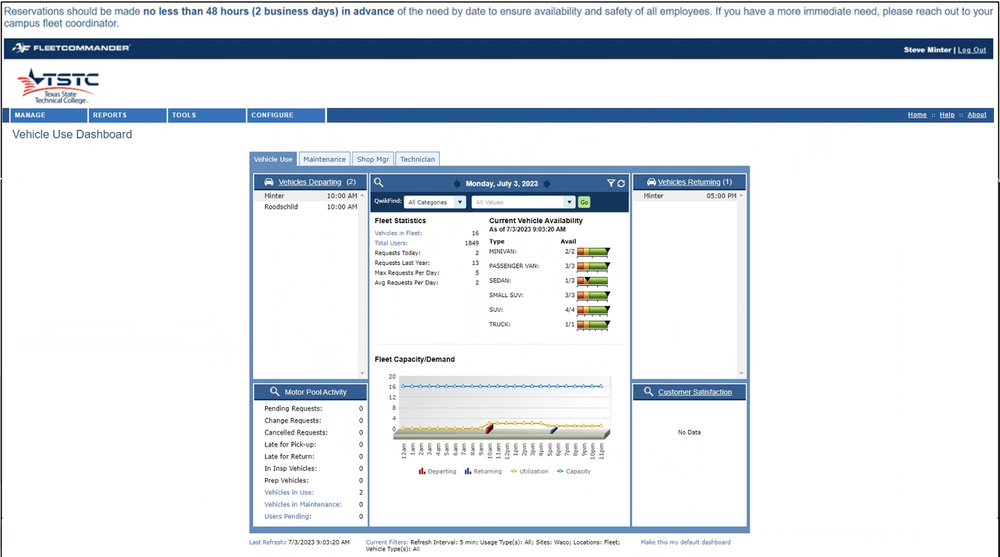 Reservations should be made no less than 48 hours (2 business days) in advance of the need by date to ensure availability and safety of all employees. If you have a more immediate need, please reach out to your
campus fleet coordinator.
FLEETCOMMANDER
Steve Minter | Log Out
TSTC
Texas State
Technical College
MANAGE REPORTS TOOLS CONFIGURE
Home :: Help :: About
Vehicle Use Dashboard
Vehicle Use Maintenance Shop Mgr Technician
Vehicles Departing (2)
Minter 10:00 AM
Roodschild 10:00 AM
Monday, July 3, 2023
QwikFind: All Categories All Values Go
Fleet Statistics
Vehicles in Fleet: 16
Total Users: 1849
Requests Today: 2
Requests Last Year: 13
Max Requests Per Day: 5
Avg Requests Per Day: 2
Current Vehicle Availability
As of 7/3/2023 9:03:20 AM
Type Avail
MINIVAN: 2/2
PASSENGER VAN: 3/3
SEDAN: 1/3
SMALL SUV: 3/3
SUV: 4/4
TRUCK: 1/1
Vehicles Returning (1)
Minter 05:00 PM
Motor Pool Activity
Pending Requests: 0
Change Requests: 0
Cancelled Requests: 0
Late for Pick-up: 0
Late for Return: 0
In Insp Vehicles: 0
Prep Vehicles: 0
Vehicles in Use: 2
Vehicles in Maintenance: 0
Users Pending: 0
Fleet Capacity/Demand
20
16
12
8
4
0
12am 1am 2am 3am 4am 5am 6am 7am 8am 9am 10am 11am 12pm 1pm 2pm 3pm 4pm 5pm 6pm 7pm 8pm 9pm 10pm 11pm
Departing Returning Utilization Capacity
Customer Satisfaction
No Data
Last Refresh: 7/3/2023 9:03:20 AM
Current Filters: Refresh Interval: 5 min; Usage Type(s): All; Sites: Waco; Locations: Fleet;
Vehicle Type(s): All
Make this my default dashboard